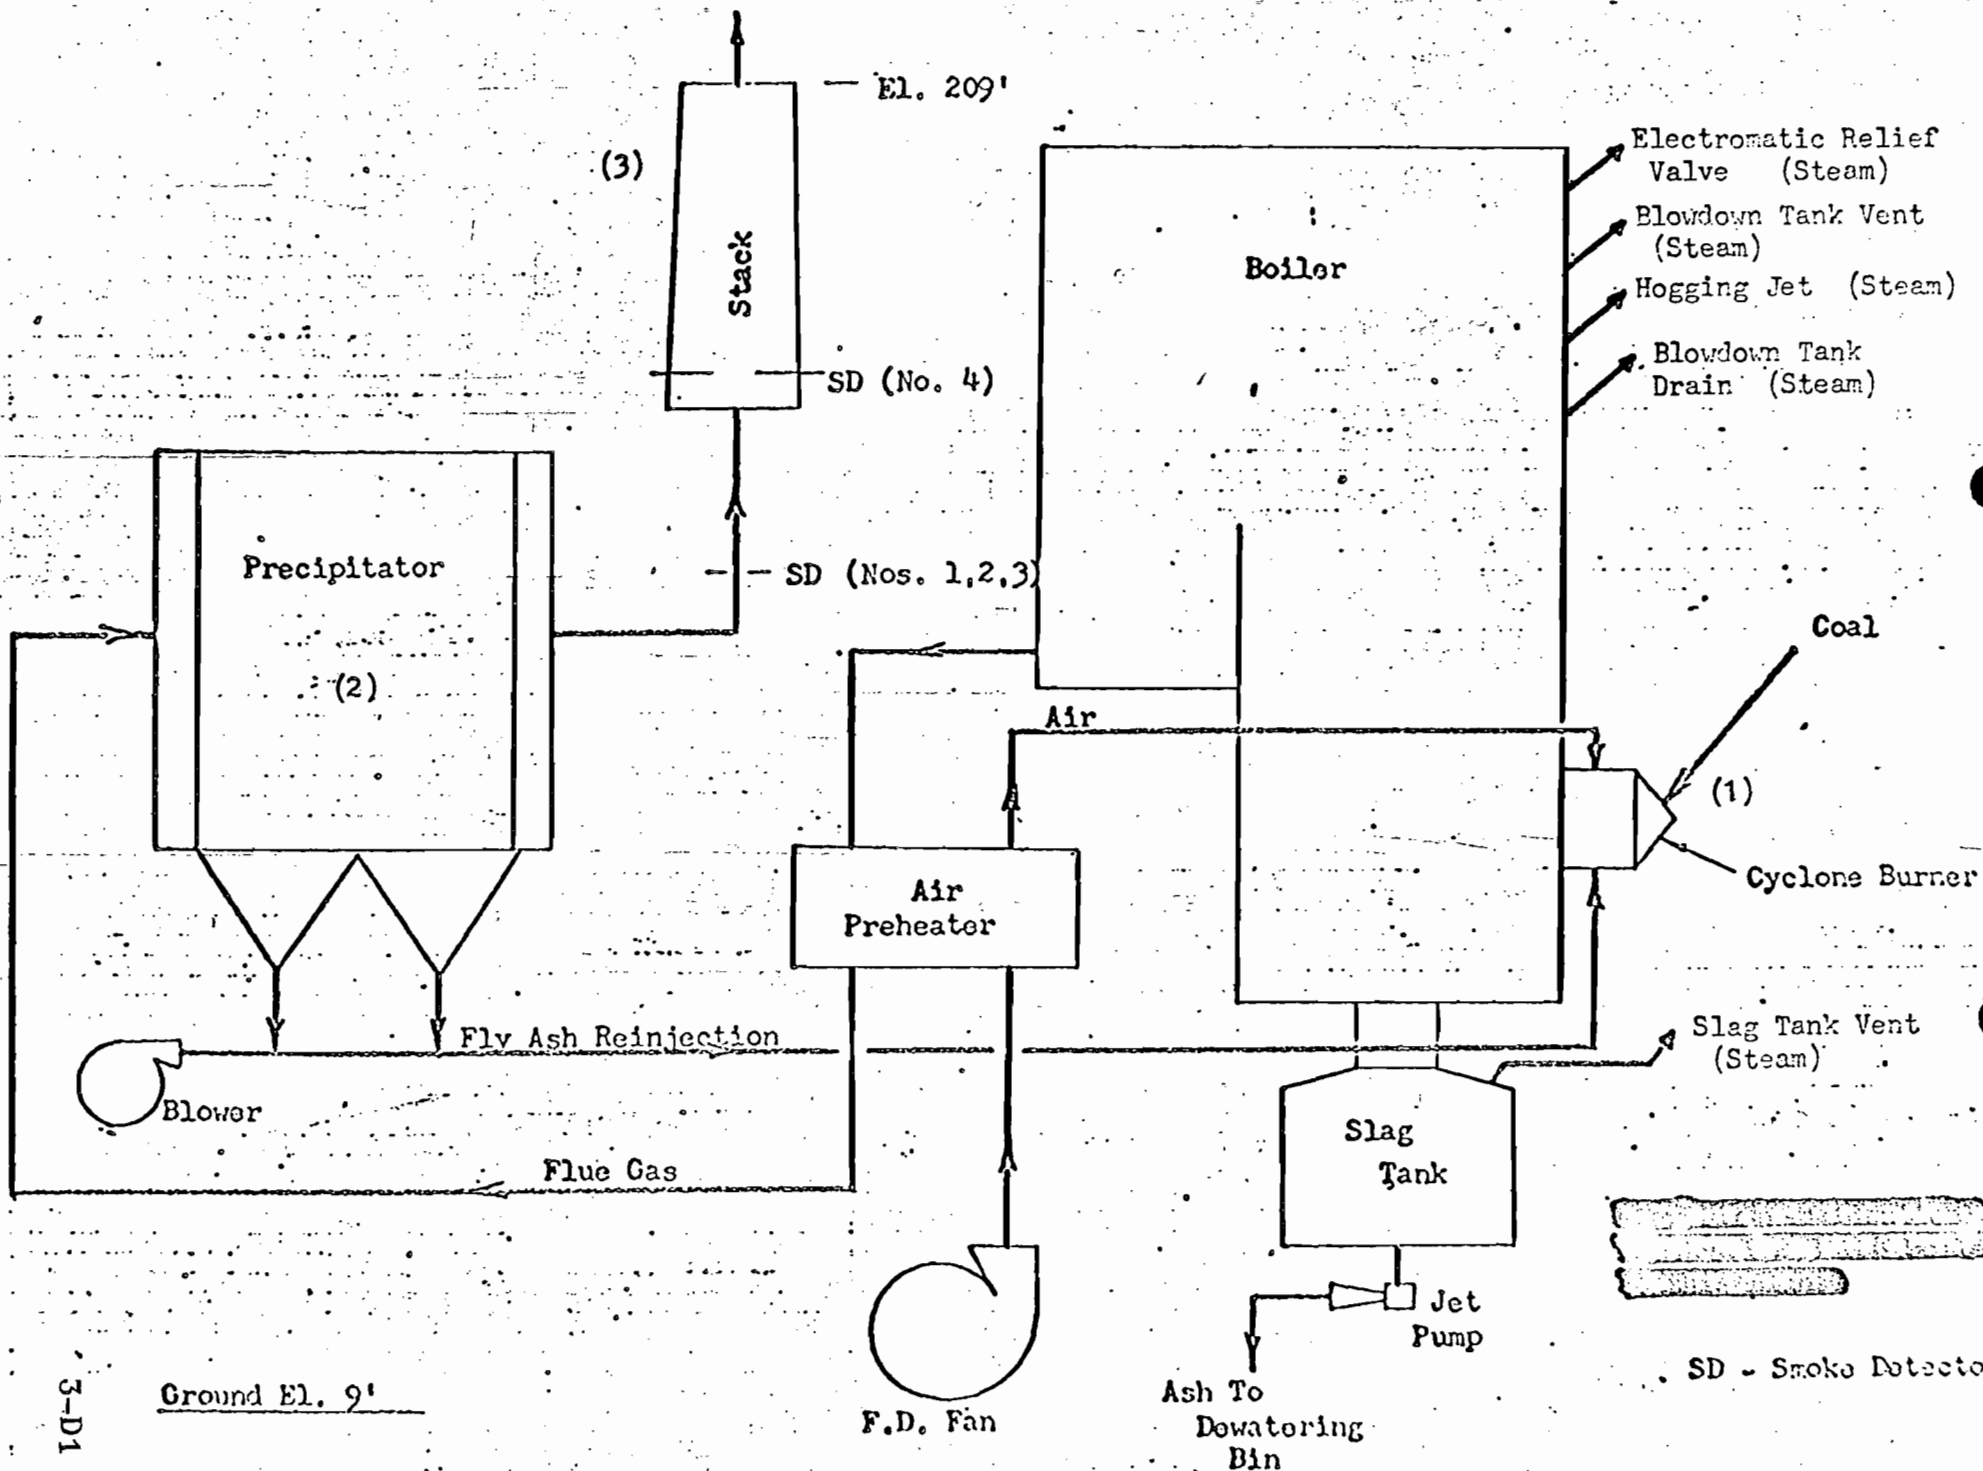 El. 209'
(3)
Stack
SD (No. 4)
Electromatic Relief
Valve (Steam)
Blowdown Tank Vent
(Steam)
Hogging Jet (Steam)
Blowdown Tank
Drain (Steam)
Boiler
Precipitator
(2)
SD (Nos. 1,2,3)
Coal
Air
(1)
Cyclone Burner
Air
Preheater
Fly Ash Reinjection
Slag Tank Vent
(Steam)
Blower
Slag
Tank
Flue Gas
Jet
Pump
SD - Smoke Detecto
Ground El. 9'
F.D. Fan
Ash To
Dewatering
Bin
3-D1